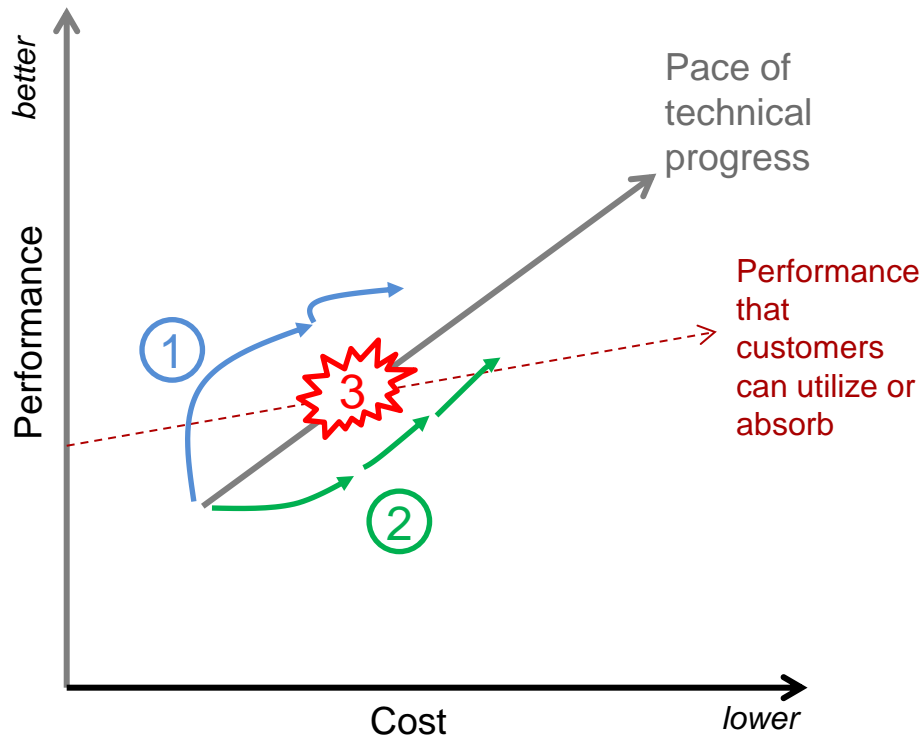 better
Performance
Pace of
technical
progress
Performance
that
customers
can utilize or
absorb
1
3
2
Cost
lower